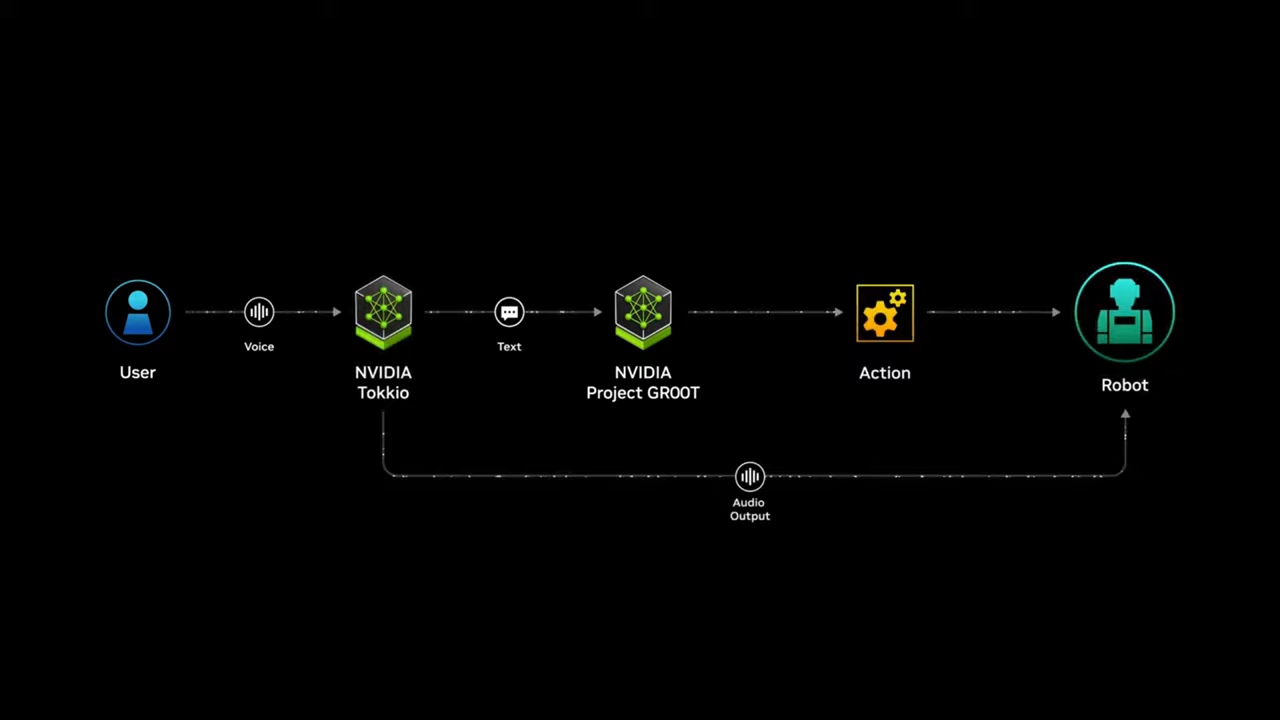 Voice
Text
User
NVIDIA
Tokkio
NVIDIA
Project GR00T
Action
Robot
Audio
Output